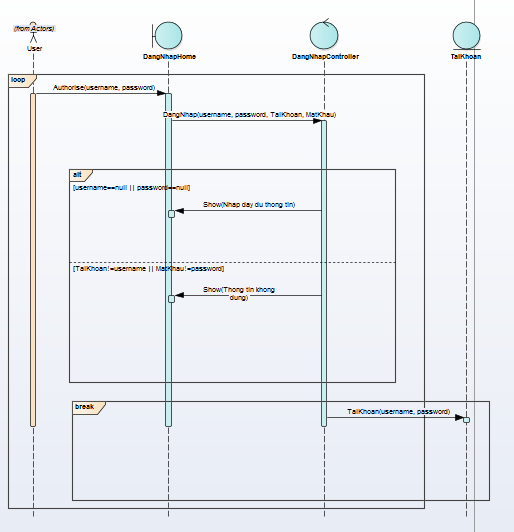 (from Actors)
User
DangNhapHome
DangNhapController
TaiKhoan
loop
Authorise(username, password)
DangNhap(username, password, TaiKhoan, MatKhau)
alt
[username==null || password==null]
Show(Nhap day du thong tin)
[TaiKhoan!=username || MatKhau!=password]
Show(Thong tin khong
dung)
break
TaiKhoan(username, password)